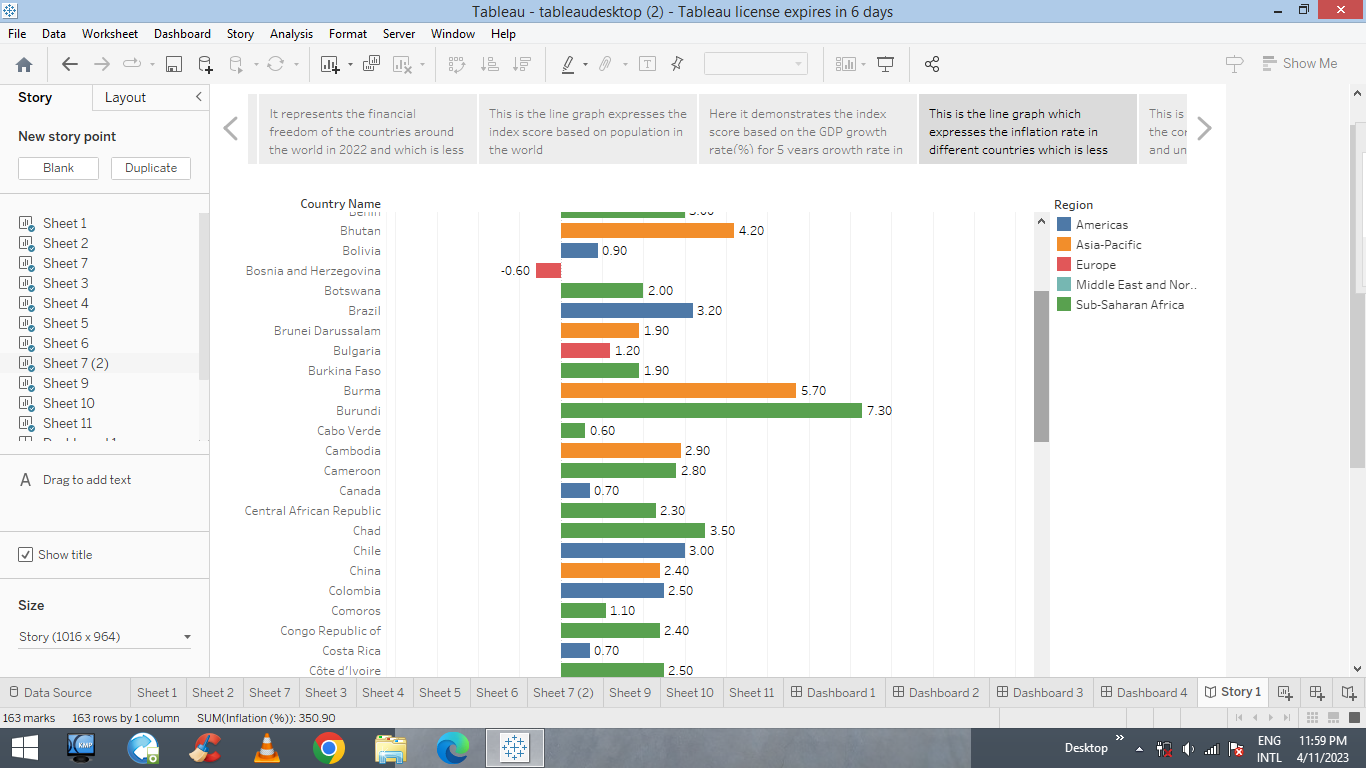 Tableau - tableaudesktop (2) - Tableau license expires in 6 days
File Data Worksheet Dashboard Story Analysis Format Server Window Help
Show Me
Story Layout
New story point
Blank Duplicate
Sheet 1
Sheet 2
Sheet 7
Sheet 3
Sheet 4
Sheet 5
Sheet 6
Sheet 7 (2)
Sheet 9
Sheet 10
Sheet 11
Dashboard 1
A Drag to add text
Show title
Size
Story (1016 x 964)
It represents the financial
freedom of the countries around
the world in 2022 and which is less
This is the line graph expresses the
index score based on population in
the world
Here it demonstrates the index
score based on the GDP growth
rate(%) for 5 years growth rate in
This is the line graph which
expresses the inflation rate in
different countries which is less
This is
the cor
and un
Country Name
Benin 3.00
Bhutan 4.20
Bolivia 0.90
Bosnia and Herzegovina -0.60
Botswana 2.00
Brazil 3.20
Brunei Darussalam 1.90
Bulgaria 1.20
Burkina Faso 1.90
Burma 5.70
Burundi 7.30
Cabo Verde 0.60
Cambodia 2.90
Cameroon 2.80
Canada 0.70
Central African Republic 2.30
Chad 3.50
Chile 3.00
China 2.40
Colombia 2.50
Comoros 1.10
Congo Republic of 2.40
Costa Rica 0.70
Côte d'Ivoire 2.50
Region
Americas
Asia-Pacific
Europe
Middle East and Nor..
Sub-Saharan Africa
Data Source Sheet 1 Sheet 2 Sheet 7 Sheet 3 Sheet 4 Sheet 5 Sheet 6 Sheet 7 (2) Sheet 9 Sheet 10 Sheet 11 Dashboard 1 Dashboard 2 Dashboard 3 Dashboard 4 Story 1
163 marks 163 rows by 1 column SUM(Inflation (%)): 350.90
KMP
Desktop
ENG
INTL
11:59 PM
4/11/2023